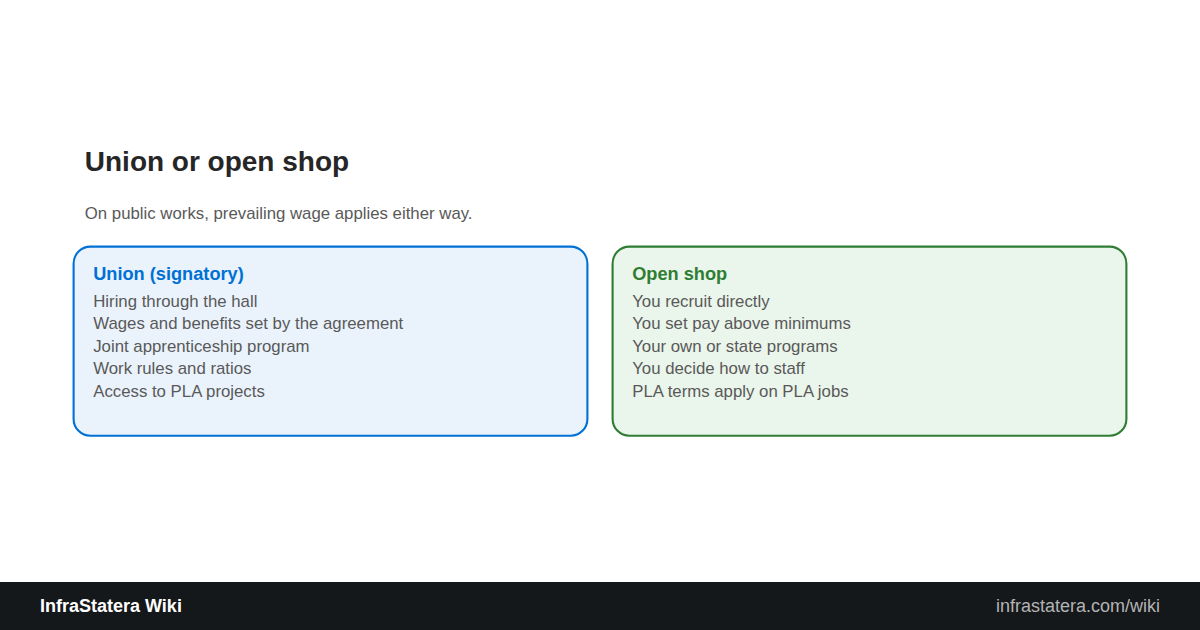 Union or open shop
On public works, prevailing wage applies either way.
Union (signatory)
Hiring through the hall
Wages and benefits set by the agreement
Joint apprenticeship program
Work rules and ratios
Access to PLA projects
Open shop
You recruit directly
You set pay above minimums
Your own or state programs
You decide how to staff
PLA terms apply on PLA jobs
InfraStatera Wiki
infrastatera.com/wiki